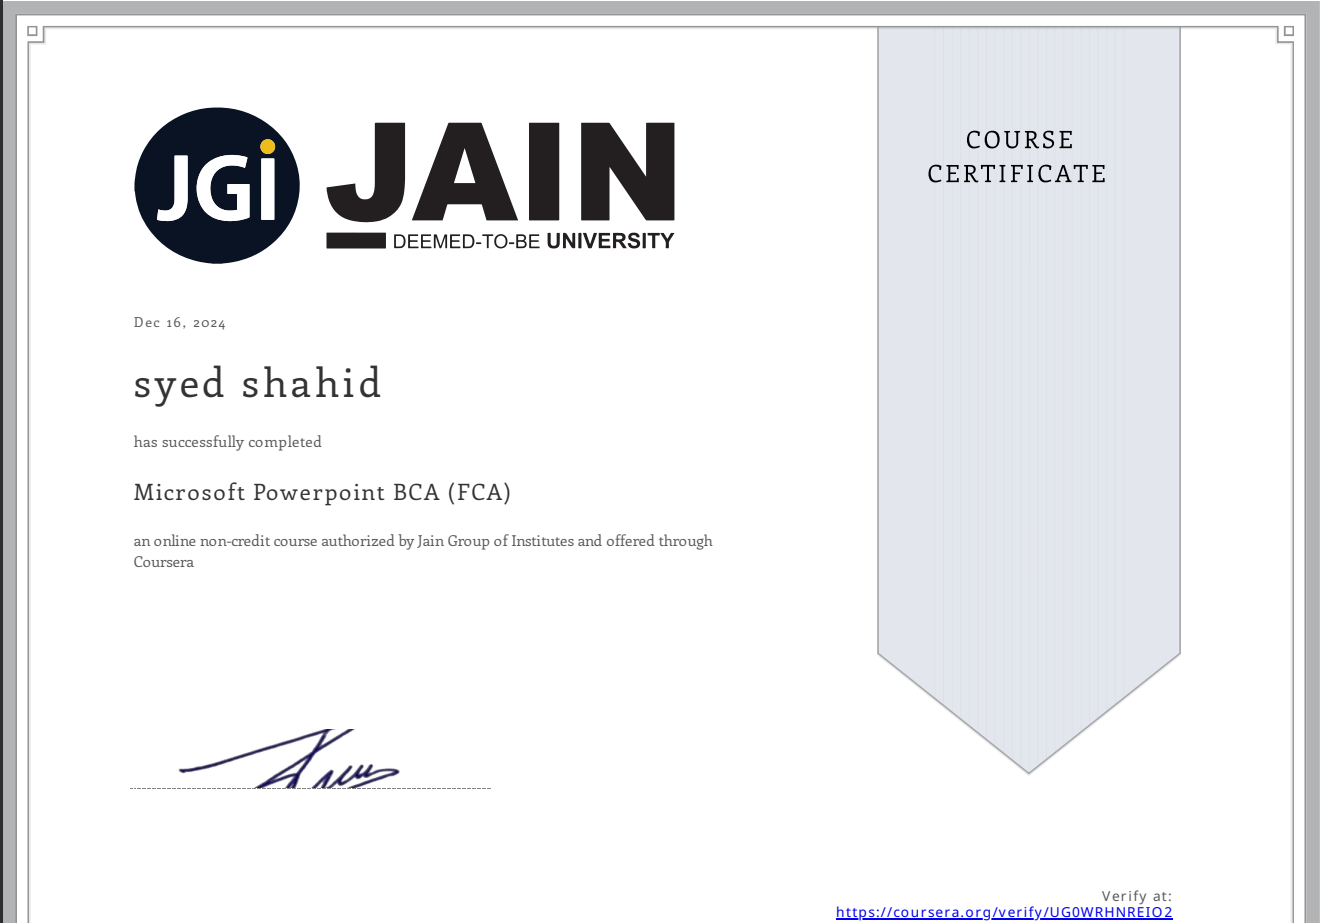 JGi
JAIN
DEEMED-TO-BE UNIVERSITY
COURSE
CERTIFICATE
Dec 16, 2024
syed shahid
has successfully completed
Microsoft Powerpoint BCA (FCA)
an online non-credit course authorized by Jain Group of Institutes and offered through
Coursera
Verify at:
https://coursera.org/verify/UG0WRHNREIO2